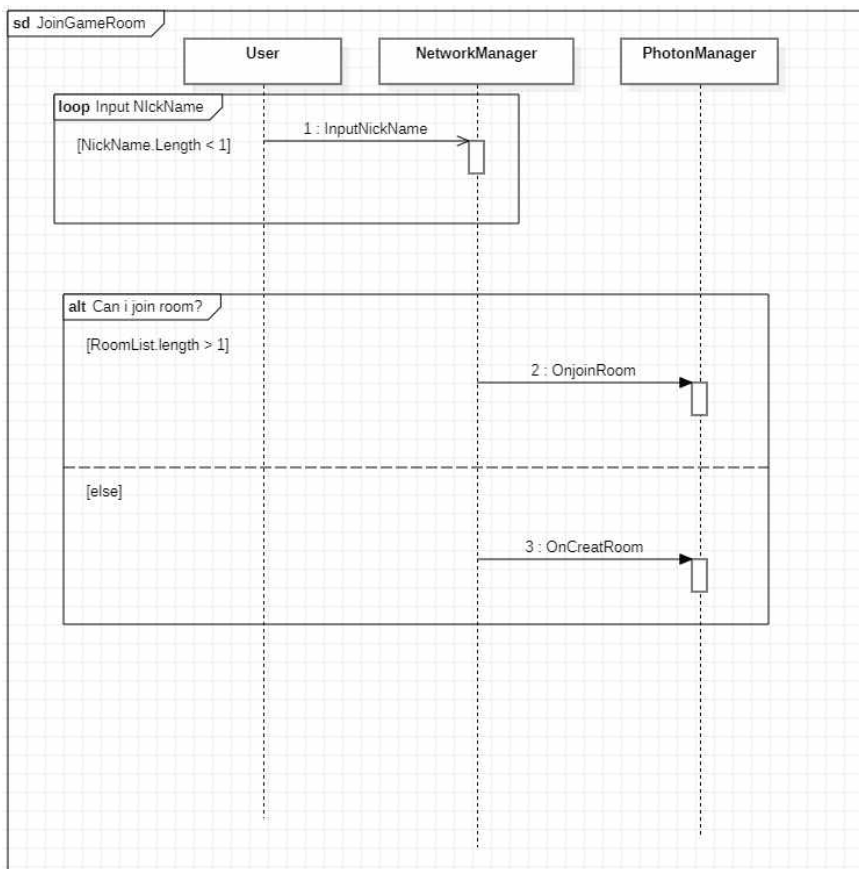 sd JoinGameRoom
User
NetworkManager
PhotonManager
loop Input NIckName
1 : InputNickName
[NickName.Length < 1]
alt Can i join room?
[RoomList.length > 1]
2 : OnjoinRoom
[else]
3 : OnCreatRoom